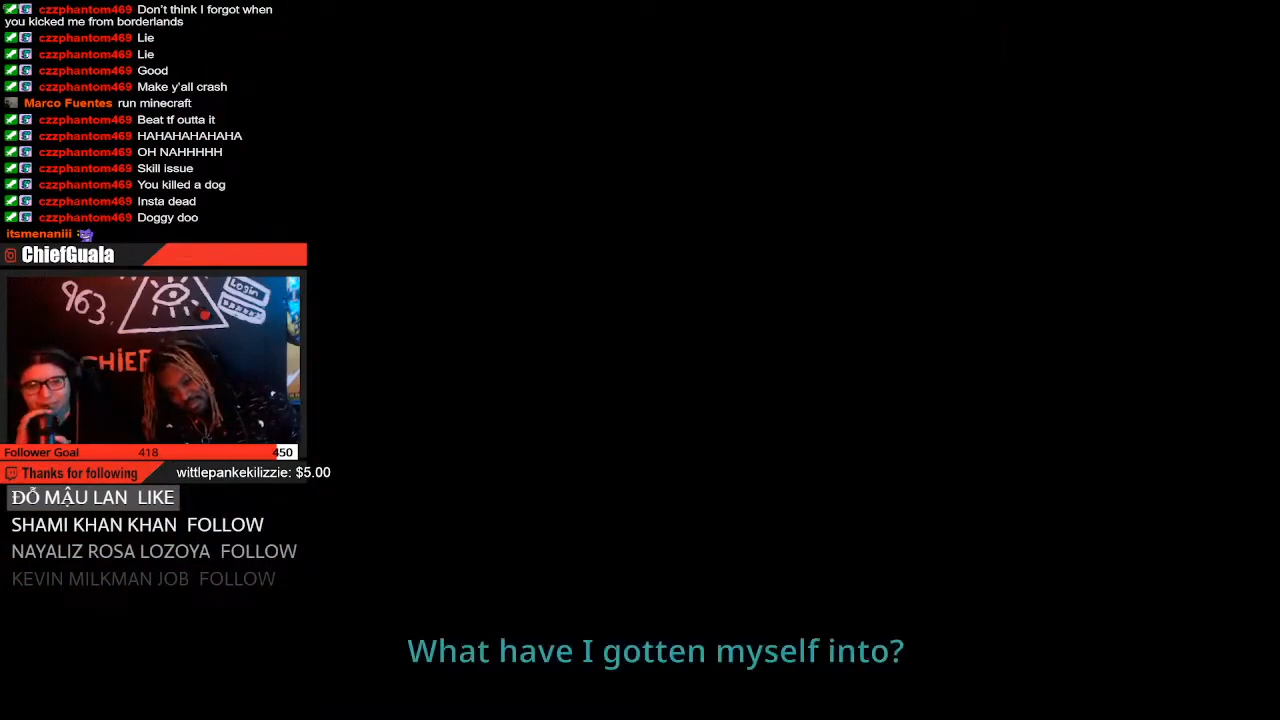 czzphantom469 Don't think I forgot when
you kicked me from borderlands
czzphantom469 Lie
czzphantom469 Lie
czzphantom469 Good
czzphantom469 Make y'all crash
Marco Fuentes run minecraft
czzphantom469 Beat tf outta it
czzphantom469 HAHAHAHAHAHA
czzphantom469 OH NAHHHHH
czzphantom469 Skill issue
czzphantom469 You killed a dog
czzphantom469 Insta dead
czzphantom469 Doggy doo
itsmenaniii :
ChiefGuala
963
Login
CHIEF
Follower Goal 418 450
Thanks for following wittlepankekilizzie: $5.00
ĐỖ MẬU LAN LIKE
SHAMI KHAN KHAN FOLLOW
NAYALIZ ROSA LOZOYA FOLLOW
KEVIN MILKMAN JOB FOLLOW
What have I gotten myself into?